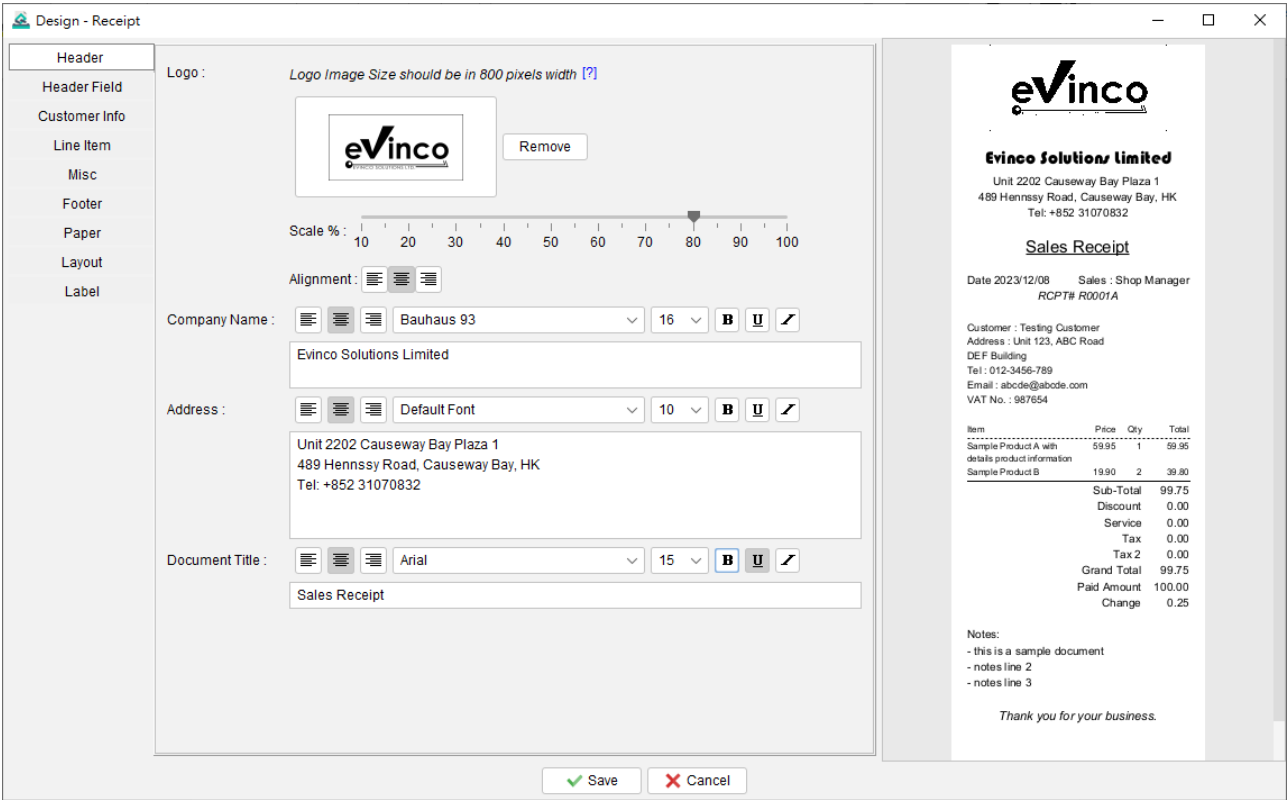 Design - Receipt
Header
Header Field
Customer Info
Line Item
Misc
Footer
Paper
Layout
Label
Logo :
Logo Image Size should be in 800 pixels width [?]
eVinco
EVINCO SOLUTIONS LTD
Remove
Scale % :
10 20 30 40 50 60 70 80 90 100
Alignment :
Company Name :
Bauhaus 93
16
B U I
Evinco Solutions Limited
Address :
Default Font
10
B U I
Unit 2202 Causeway Bay Plaza 1
489 Hennssy Road, Causeway Bay, HK
Tel: +852 31070832
Document Title :
Arial
15
B U I
Sales Receipt
Save
Cancel
eVinco
Evinco Solutions Limited
Unit 2202 Causeway Bay Plaza 1
489 Hennssy Road, Causeway Bay, HK
Tel: +852 31070832
Sales Receipt
Date 2023/12/08 Sales : Shop Manager
RCPT# R0001A
Customer : Testing Customer
Address : Unit 123, ABC Road
DEF Building
Tel : 012-3456-789
Email : abcde@abcde.com
VAT No. : 987654
Item Price Qty Total
Sample Product A with 59.95 1 59.95
details product information
Sample Product B 19.90 2 39.80
Sub-Total 99.75
Discount 0.00
Service 0.00
Tax 0.00
Tax 2 0.00
Grand Total 99.75
Paid Amount 100.00
Change 0.25
Notes:
- this is a sample document
- notes line 2
- notes line 3
Thank you for your business.